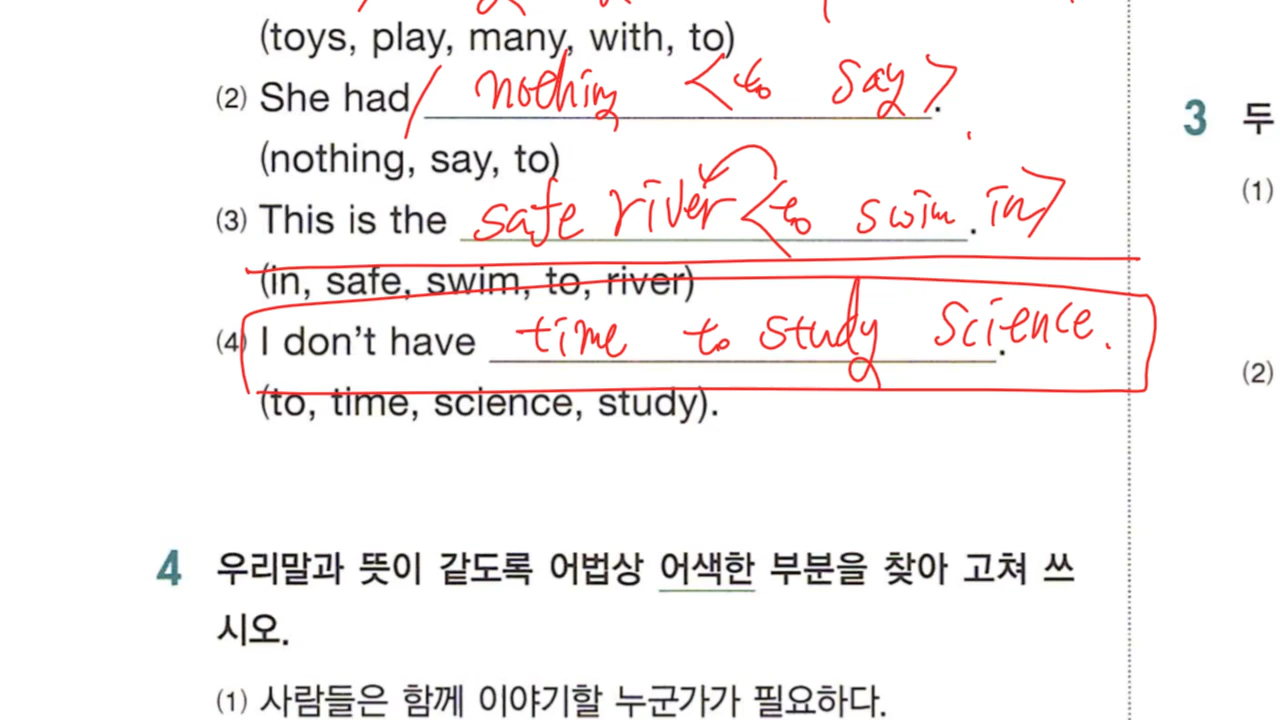 (toys, play, many, with, to)
(2) She had / nothing <to say>.
(nothing, say, to)
(3) This is the safe river <to swim in>.
(in, safe, swim, to, river)
(4) I don't have time to study science.
(to, time, science, study).
4 우리말과 뜻이 같도록 어법상 어색한 부분을 찾아 고쳐 쓰
시오.
(1) 사람들은 함께 이야기할 누군가가 필요하다.
3 두
(1)
(2)